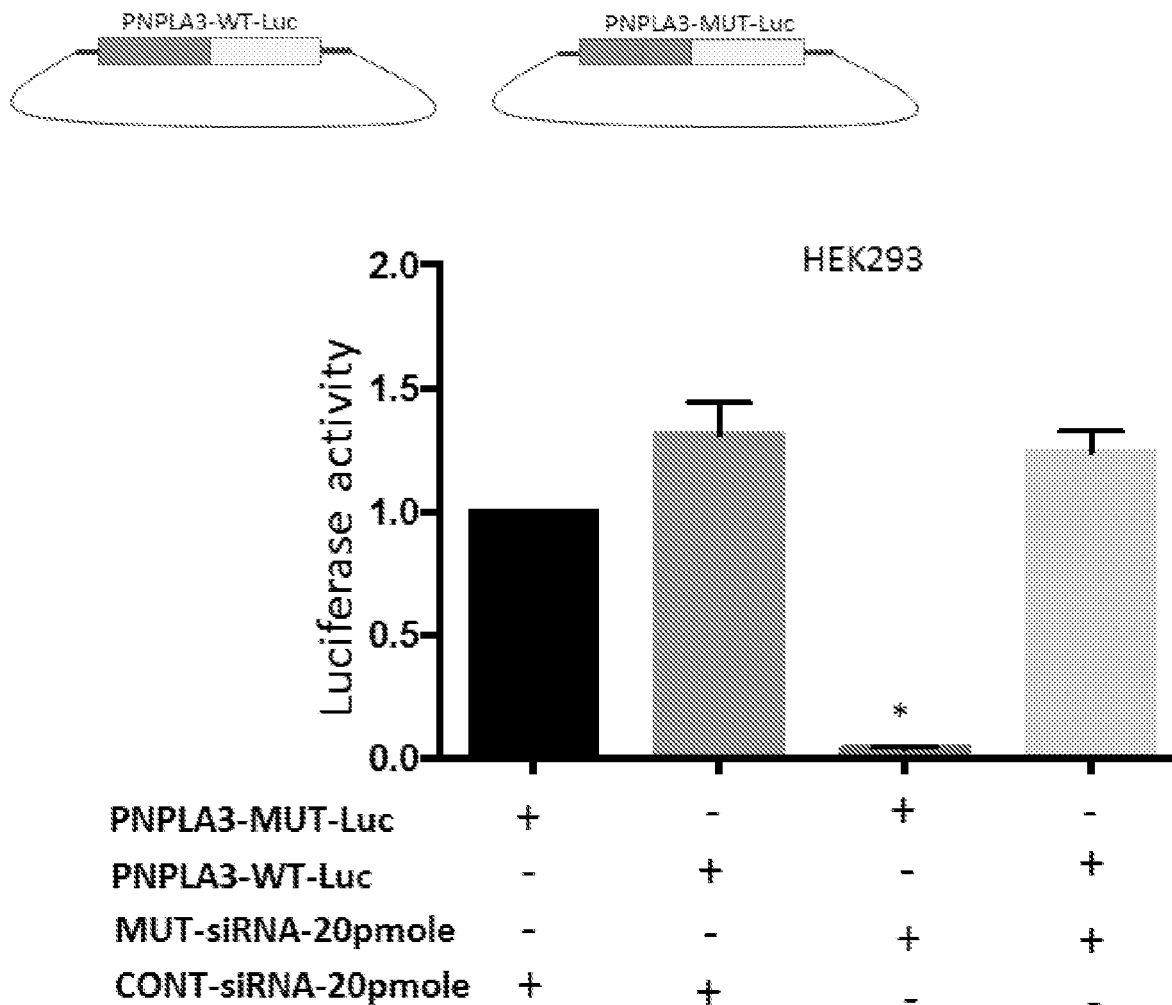 PNPLA3-WT-Luc PNPLA3-MUT-Luc
HEK293
Luciferase activity
2.0
1.5
1.0
0.5
0.0
*
PNPLA3-MUT-Luc + - + -
PNPLA3-WT-Luc - + - +
MUT-siRNA-20pmole - - + +
CONT-siRNA-20pmole + + - -